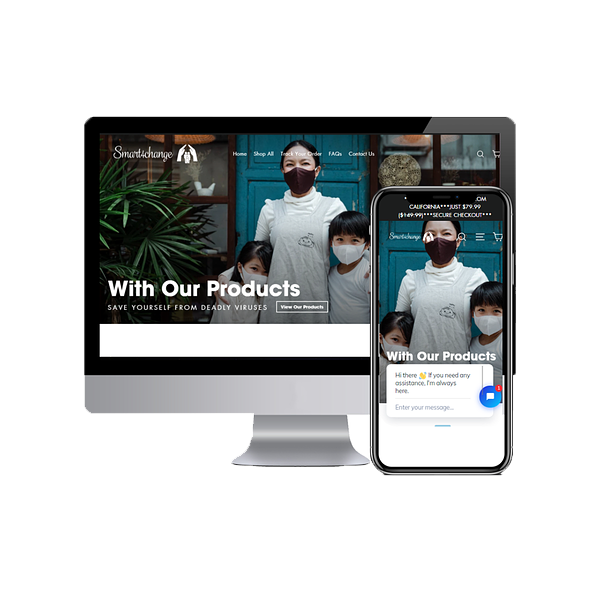 Smart4change
Home Shop All Track Your Order FAQs Contact Us
With Our Products
SAVE YOURSELF FROM DEADLY VIRUSES
View Our Products
.OM
CALIFORNIA***JUST $79.99
($149.99)***SECURE CHECKOUT***
Smart4change
With Our Products
Hi there 👋 If you need any
assistance, I'm always
here.
1
Enter your message...